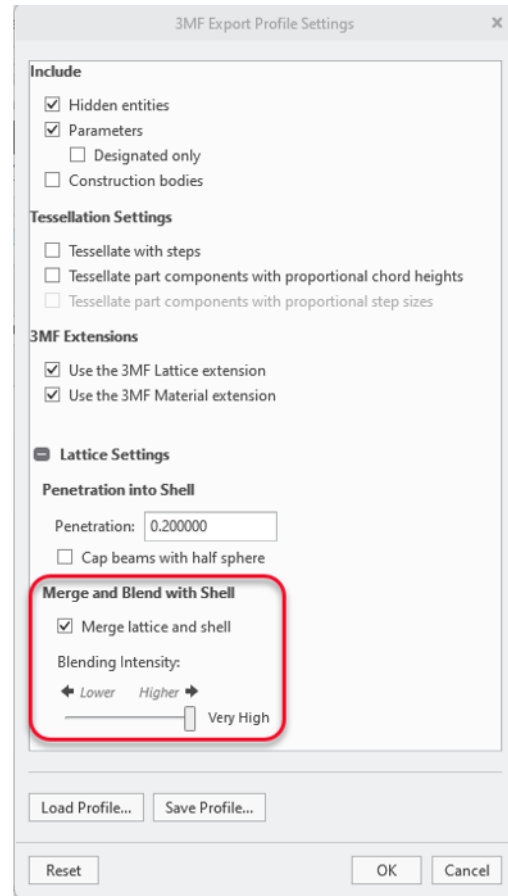 3MF Export Profile Settings
Include
Hidden entities
Parameters
Designated only
Construction bodies
Tessellation Settings
Tessellate with steps
Tessellate part components with proportional chord heights
Tessellate part components with proportional step sizes
3MF Extensions
Use the 3MF Lattice extension
Use the 3MF Material extension
Lattice Settings
Penetration into Shell
Penetration: 0.200000
Cap beams with half sphere
Merge and Blend with Shell
Merge lattice and shell
Blending Intensity:
Lower Higher
Very High
Load Profile... Save Profile...
Reset OK Cancel